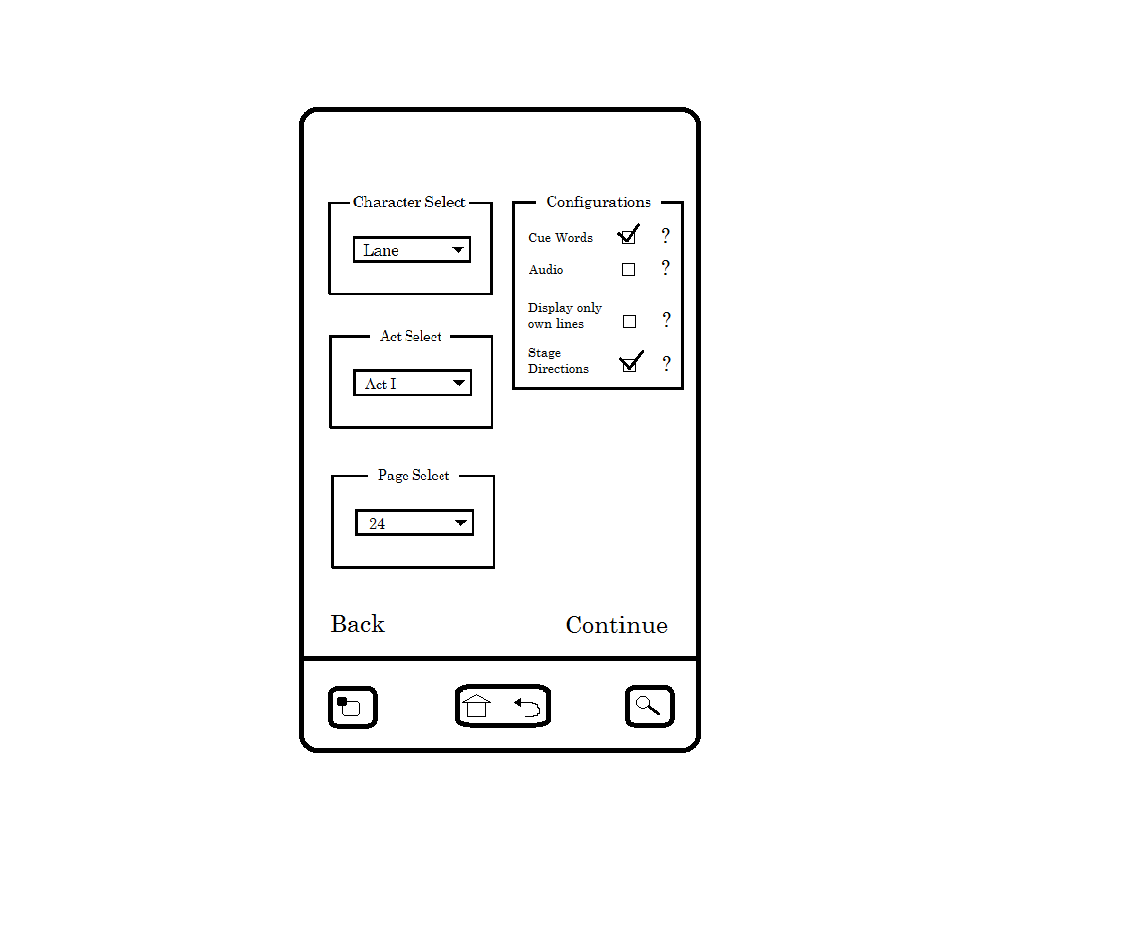 Character Select
Lane
Act Select
Act I
Page Select
24
Configurations
Cue Words ?
Audio ?
Display only
own lines ?
Stage
Directions ?
Back
Continue